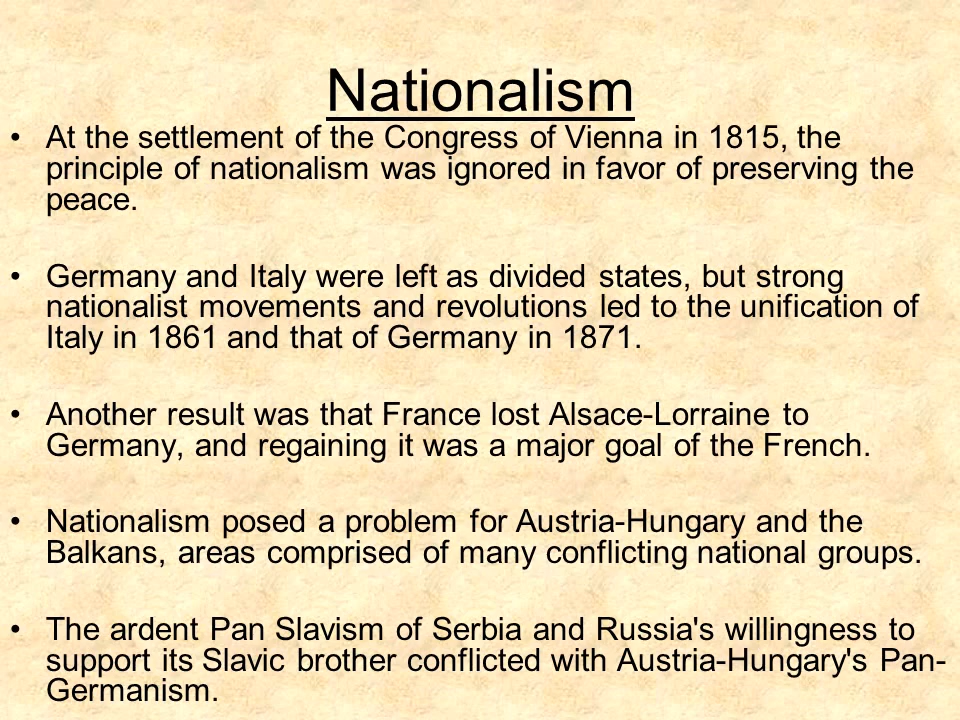 Nationalism
• At the settlement of the Congress of Vienna in 1815, the
principle of nationalism was ignored in favor of preserving the
peace.
• Germany and Italy were left as divided states, but strong
nationalist movements and revolutions led to the unification of
Italy in 1861 and that of Germany in 1871.
• Another result was that France lost Alsace-Lorraine to
Germany, and regaining it was a major goal of the French.
• Nationalism posed a problem for Austria-Hungary and the
Balkans, areas comprised of many conflicting national groups.
• The ardent Pan Slavism of Serbia and Russia's willingness to
support its Slavic brother conflicted with Austria-Hungary's Pan-
Germanism.